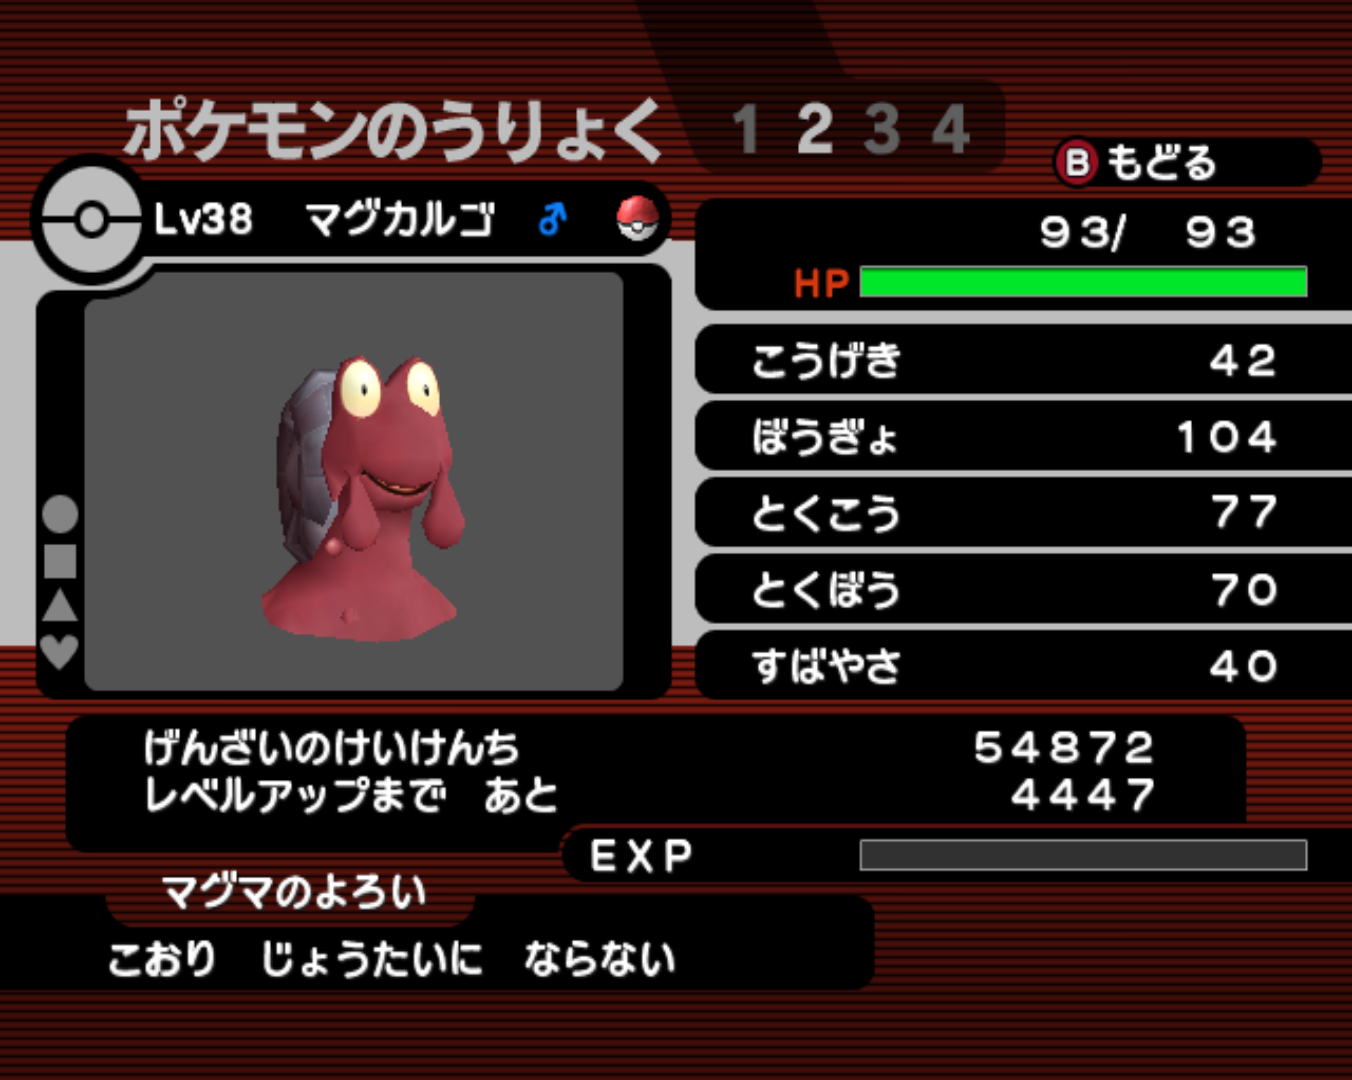 ポケモンのうりょく 1 2 3 4
B もどる
Lv38 マグカルゴ ♂
93/ 93
HP
こうげき 42
ぼうぎょ 104
とくこう 77
とくぼう 70
すばやさ 40
げんざいのけいけんち 54872
レベルアップまで あと 4447
EXP
マグマのよろい
こおり じょうたいに ならない